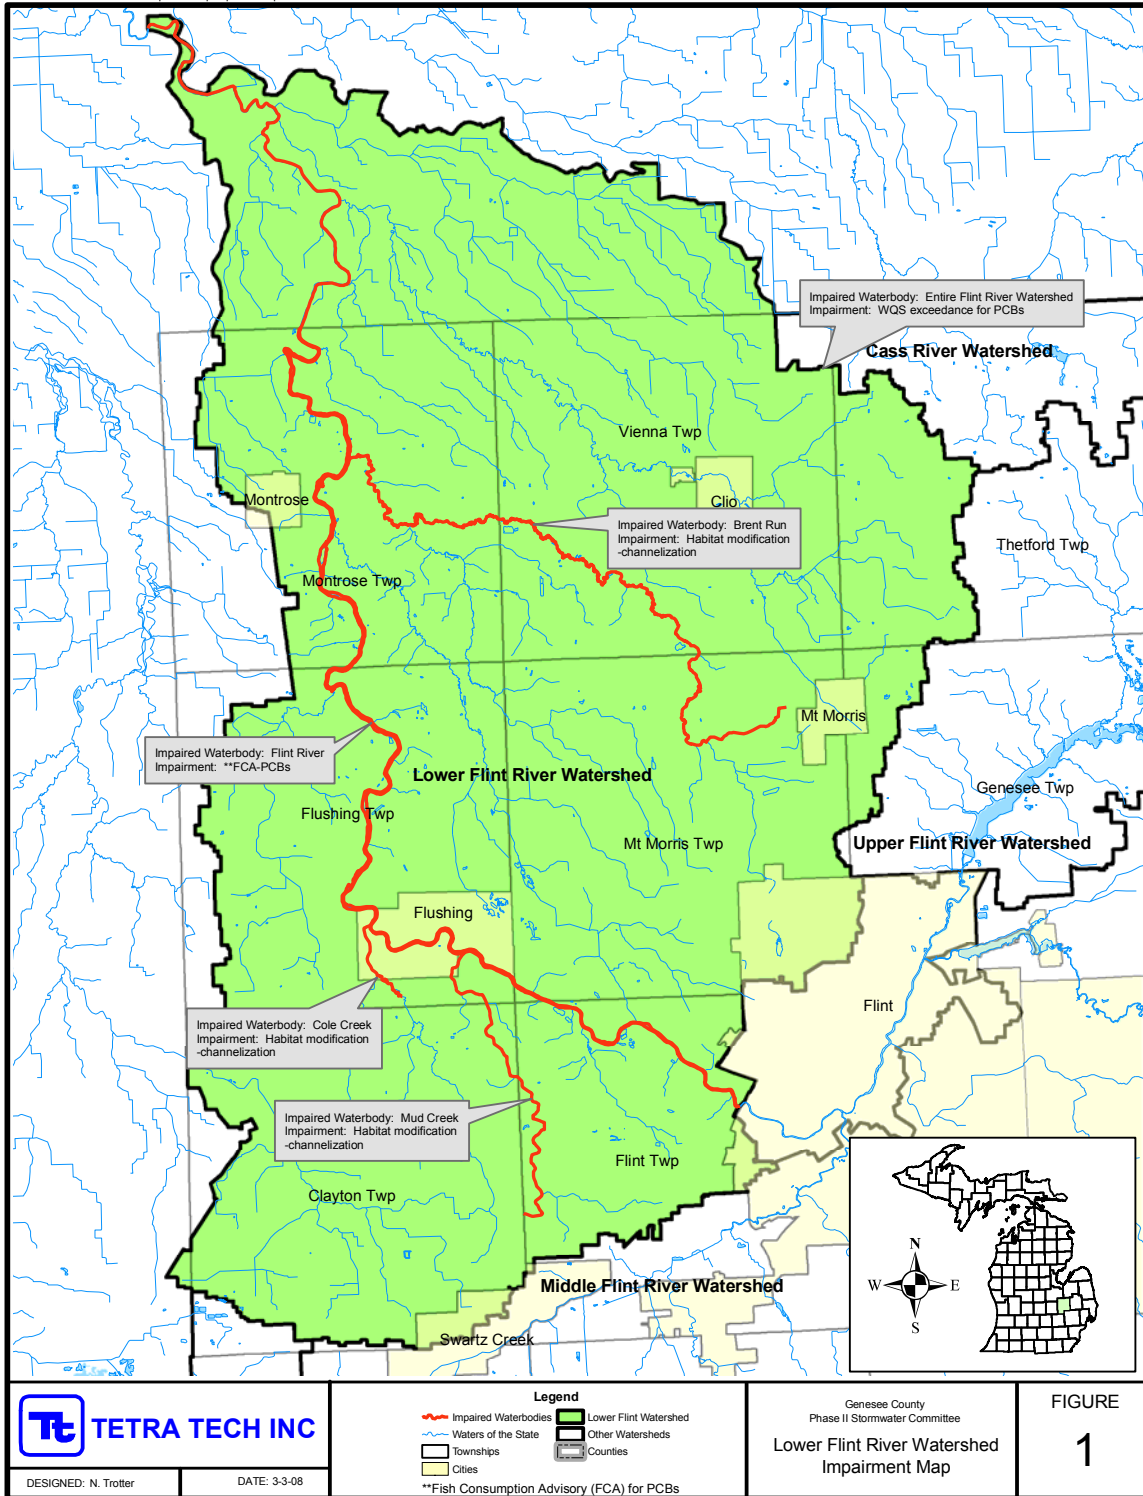 Impaired Waterbody: Entire Flint River Watershed
Impairment: WQS exceedance for PCBs
Cass River Watershed
Vienna Twp
Montrose
Clio
Impaired Waterbody: Brent Run
Impairment: Habitat modification
-channelization
Thetford Twp
Montrose Twp
Mt Morris
Impaired Waterbody: Flint River
Impairment: **FCA-PCBs
Lower Flint River Watershed
Genesee Twp
Flushing Twp
Mt Morris Twp
Upper Flint River Watershed
Flushing
Flint
Impaired Waterbody: Cole Creek
Impairment: Habitat modification
-channelization
Impaired Waterbody: Mud Creek
Impairment: Habitat modification
-channelization
Flint Twp
Clayton Twp
Middle Flint River Watershed
Swartz Creek
N
W
E
S
Tt
TETRA TECH INC
DESIGNED: N. Trotter
DATE: 3-3-08
Legend
Impaired Waterbodies
Waters of the State
Townships
Cities
Lower Flint Watershed
Other Watersheds
Counties
**Fish Consumption Advisory (FCA) for PCBs
Genesee County
Phase II Stormwater Committee
Lower Flint River Watershed
Impairment Map
FIGURE
1